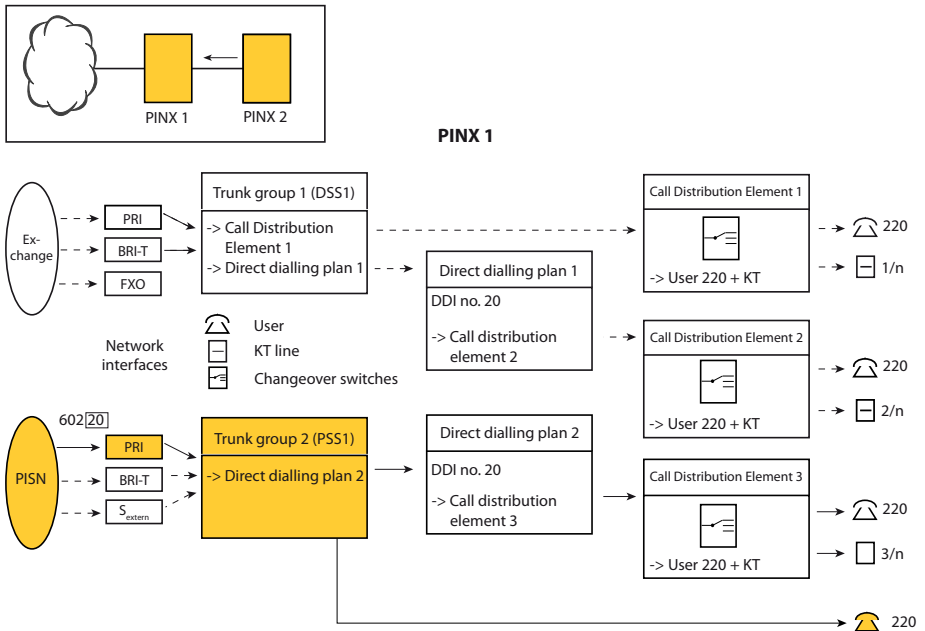 PINX 1
PINX 2
PINX 1
Ex-
change
PRI
BRI-T
FXO
Trunk group 1 (DSS1)
-> Call Distribution
Element 1
-> Direct dialling plan 1
Direct dialling plan 1
DDI no. 20
-> Call distribution
element 2
Call Distribution Element 1
-> User 220 + KT
220
1/n
Network
interfaces
User
KT line
Changeover switches
Call Distribution Element 2
-> User 220 + KT
220
2/n
PISN
602 20
PRI
BRI-T
Sextern
Trunk group 2 (PSS1)
-> Direct dialling plan 2
Direct dialling plan 2
DDI no. 20
-> Call distribution
element 3
Call Distribution Element 3
-> User 220 + KT
220
3/n
220